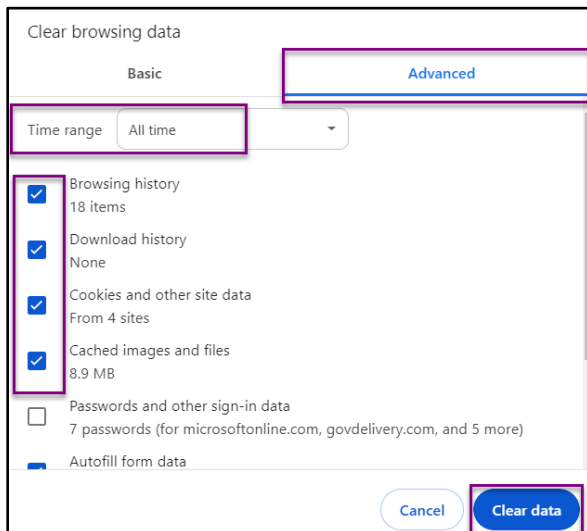 Clear browsing data
Basic Advanced
Time range All time
Browsing history
18 items
Download history
None
Cookies and other site data
From 4 sites
Cached images and files
8.9 MB
Passwords and other sign-in data
7 passwords (for microsoftonline.com, govdelivery.com, and 5 more)
Autofill form data
Cancel Clear data